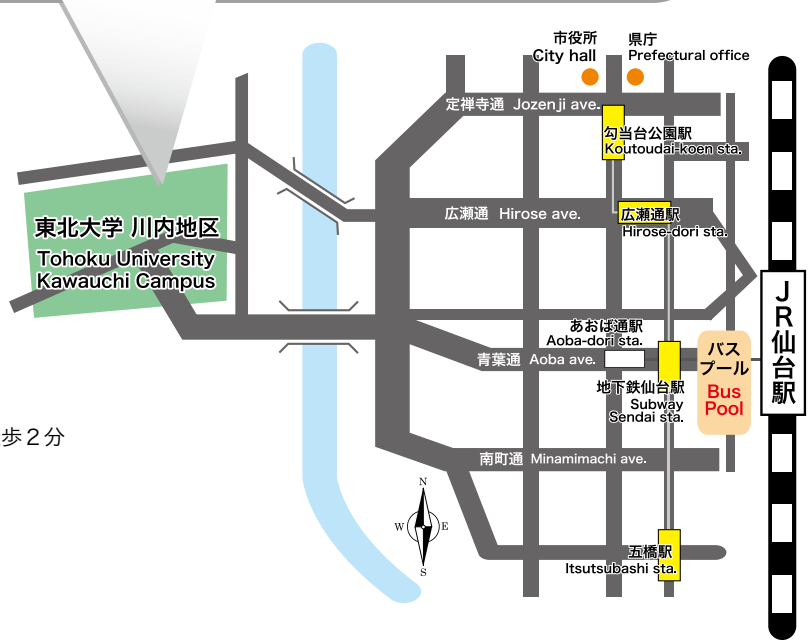 市役所
City hall
県庁
Prefectural office
定禅寺通 Jozenji ave.
勾当台公園駅
Koutoudai-koen sta.
広瀬通 Hirose ave.
広瀬通駅
Hirose-dori sta.
東北大学 川内地区
Tohoku University
Kawauchi Campus
あおば通駅
Aoba-dori sta.
青葉通 Aoba ave.
地下鉄仙台駅
Subway
Sendai sta.
バス
プール
Bus
Pool
JR仙台駅
歩2分
南町通 Minamimachi ave.
N
W
E
S
五橋駅
Itsutsubashi sta.